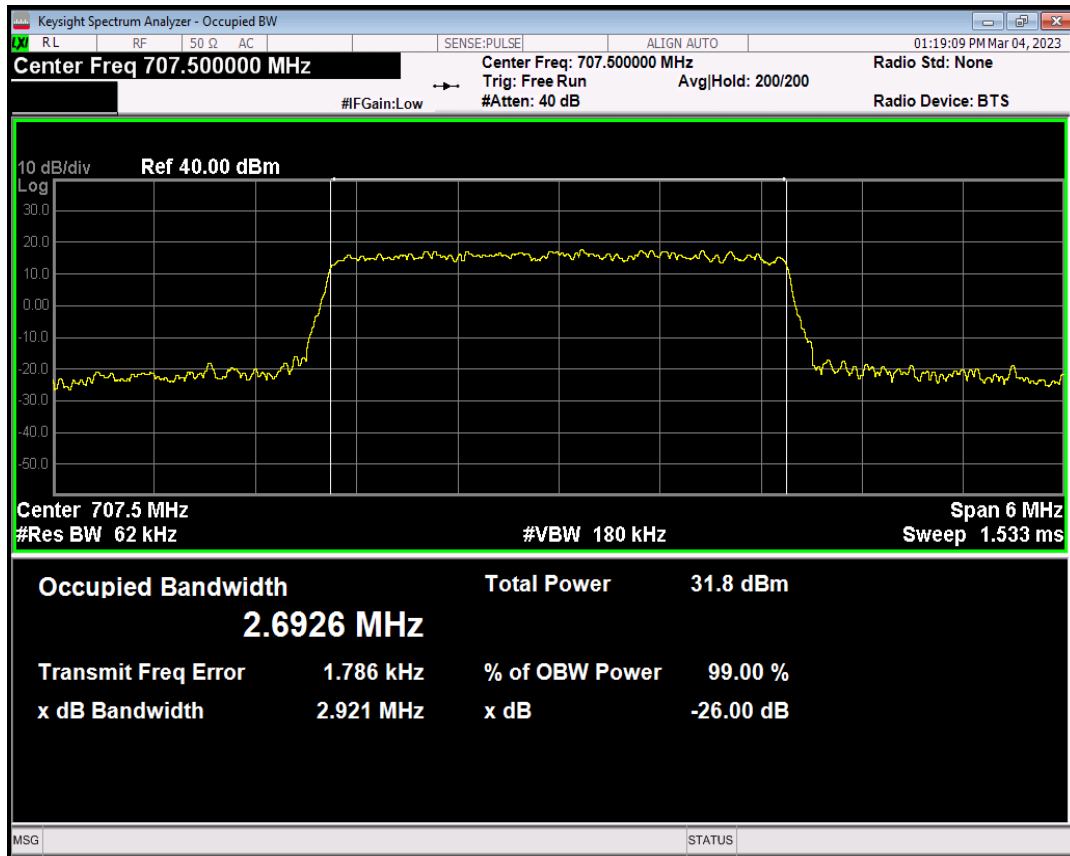 Keysight Spectrum Analyzer - Occupied BW
LXI RL RF 50 Ω AC SENSE:PULSE ALIGN AUTO 01:19:09 PM Mar 04, 2023
Center Freq 707.500000 MHz Center Freq: 707.500000 MHz Radio Std: None
Trig: Free Run Avg|Hold: 200/200
#IFGain:Low #Atten: 40 dB Radio Device: BTS
10 dB/div Ref 40.00 dBm
Log
30.0
20.0
10.0
0.00
-10.0
-20.0
-30.0
-40.0
-50.0
Center 707.5 MHz Span 6 MHz
#Res BW 62 kHz #VBW 180 kHz Sweep 1.533 ms
Occupied Bandwidth Total Power 31.8 dBm
2.6926 MHz
Transmit Freq Error 1.786 kHz % of OBW Power 99.00 %
x dB Bandwidth 2.921 MHz x dB -26.00 dB
MSG STATUS